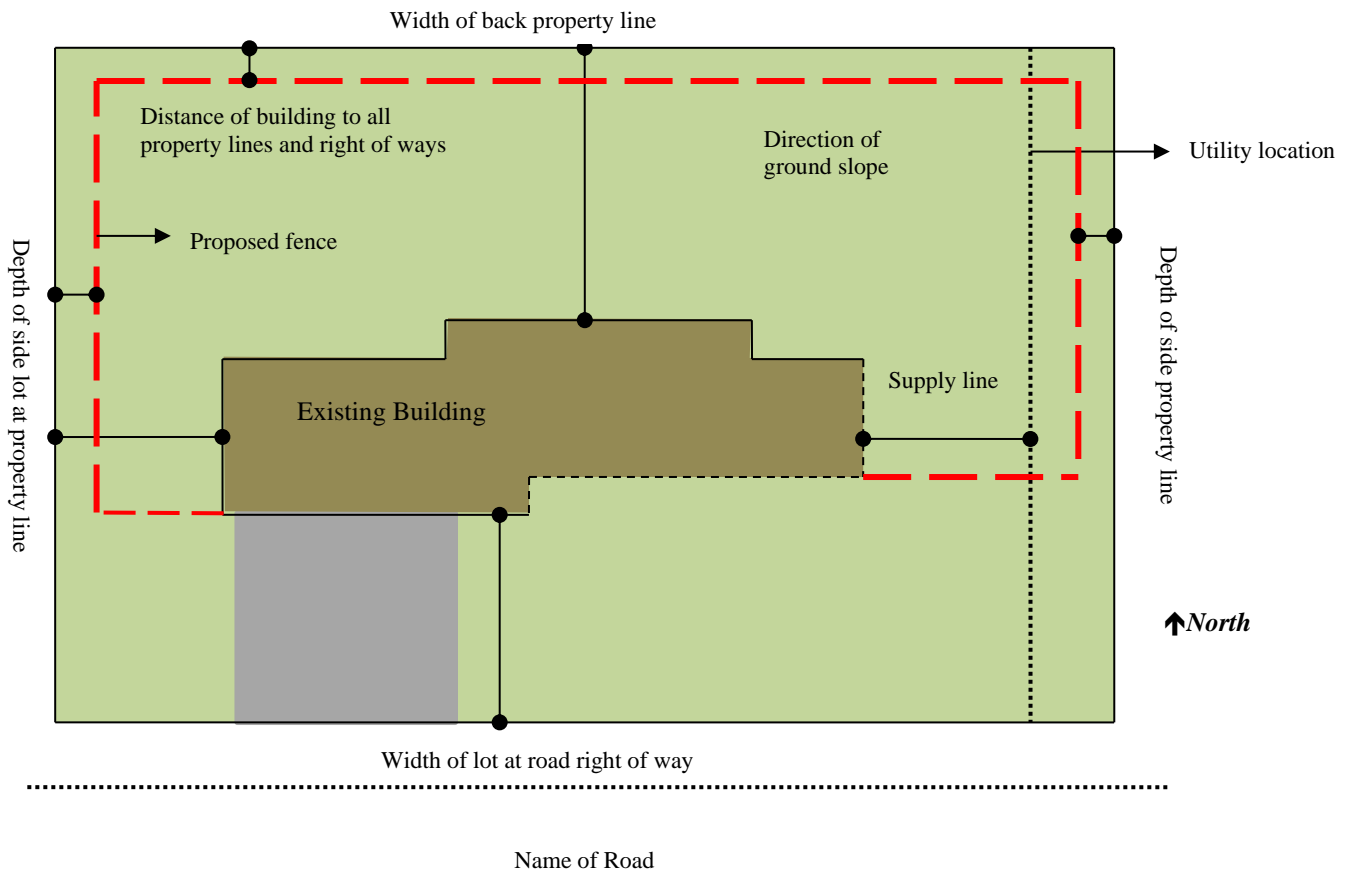 Width of back property line
Distance of building to all
property lines and right of ways
Direction of
ground slope
Utility location
Proposed fence
Depth of side lot at property line
Depth of side property line
Supply line
Existing Building
North
Width of lot at road right of way
Name of Road